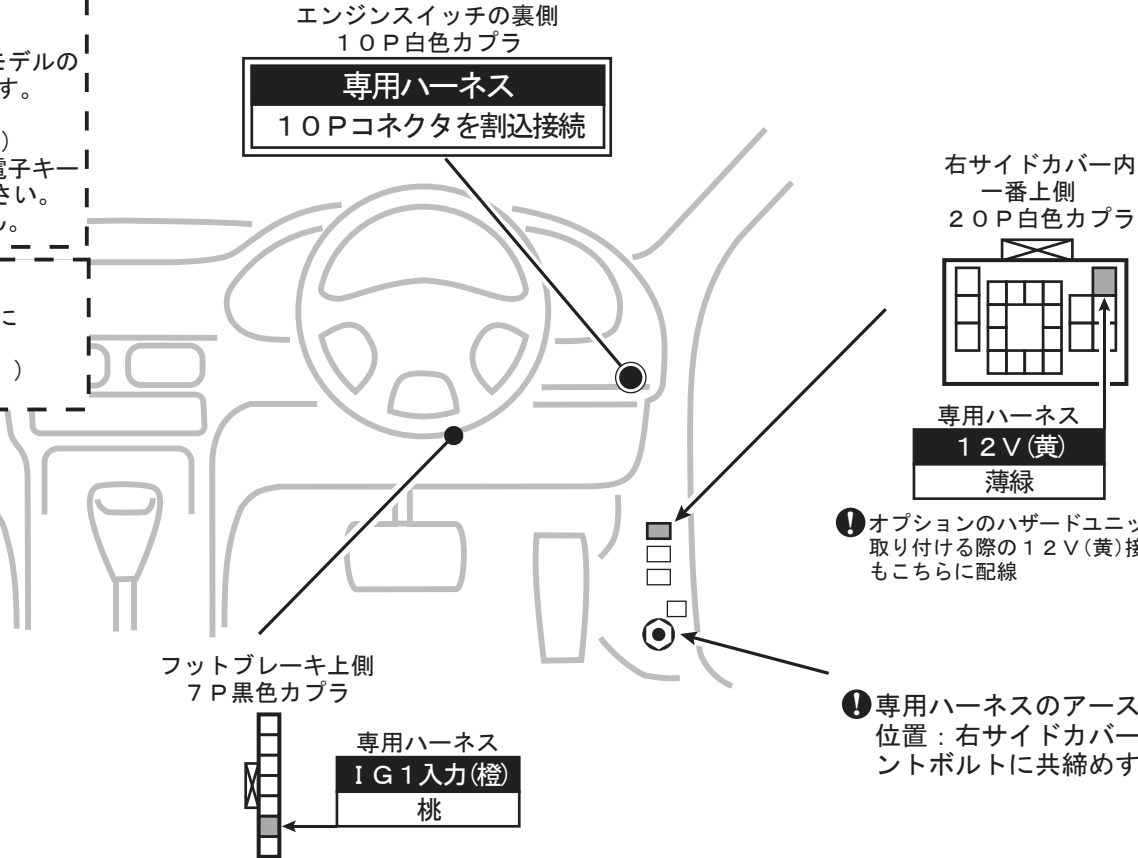 エンジンスイッチの裏側
10P白色カプラ
専用ハーネス
10Pコネクタを割込接続
モデルの
す。
)
電子キー
さい。
ん。
に
)
右サイドカバー内
一番上側
20P白色カプラ
専用ハーネス
12V(黄)
薄緑
オプションのハザードユニッ
取り付ける際の12V(黄)接
もこちらに配線
フットブレーキ上側
7P黒色カプラ
専用ハーネス
IG1入力(橙)
桃
専用ハーネスのアース
位置:右サイドカバー
ントボルトに共締めす